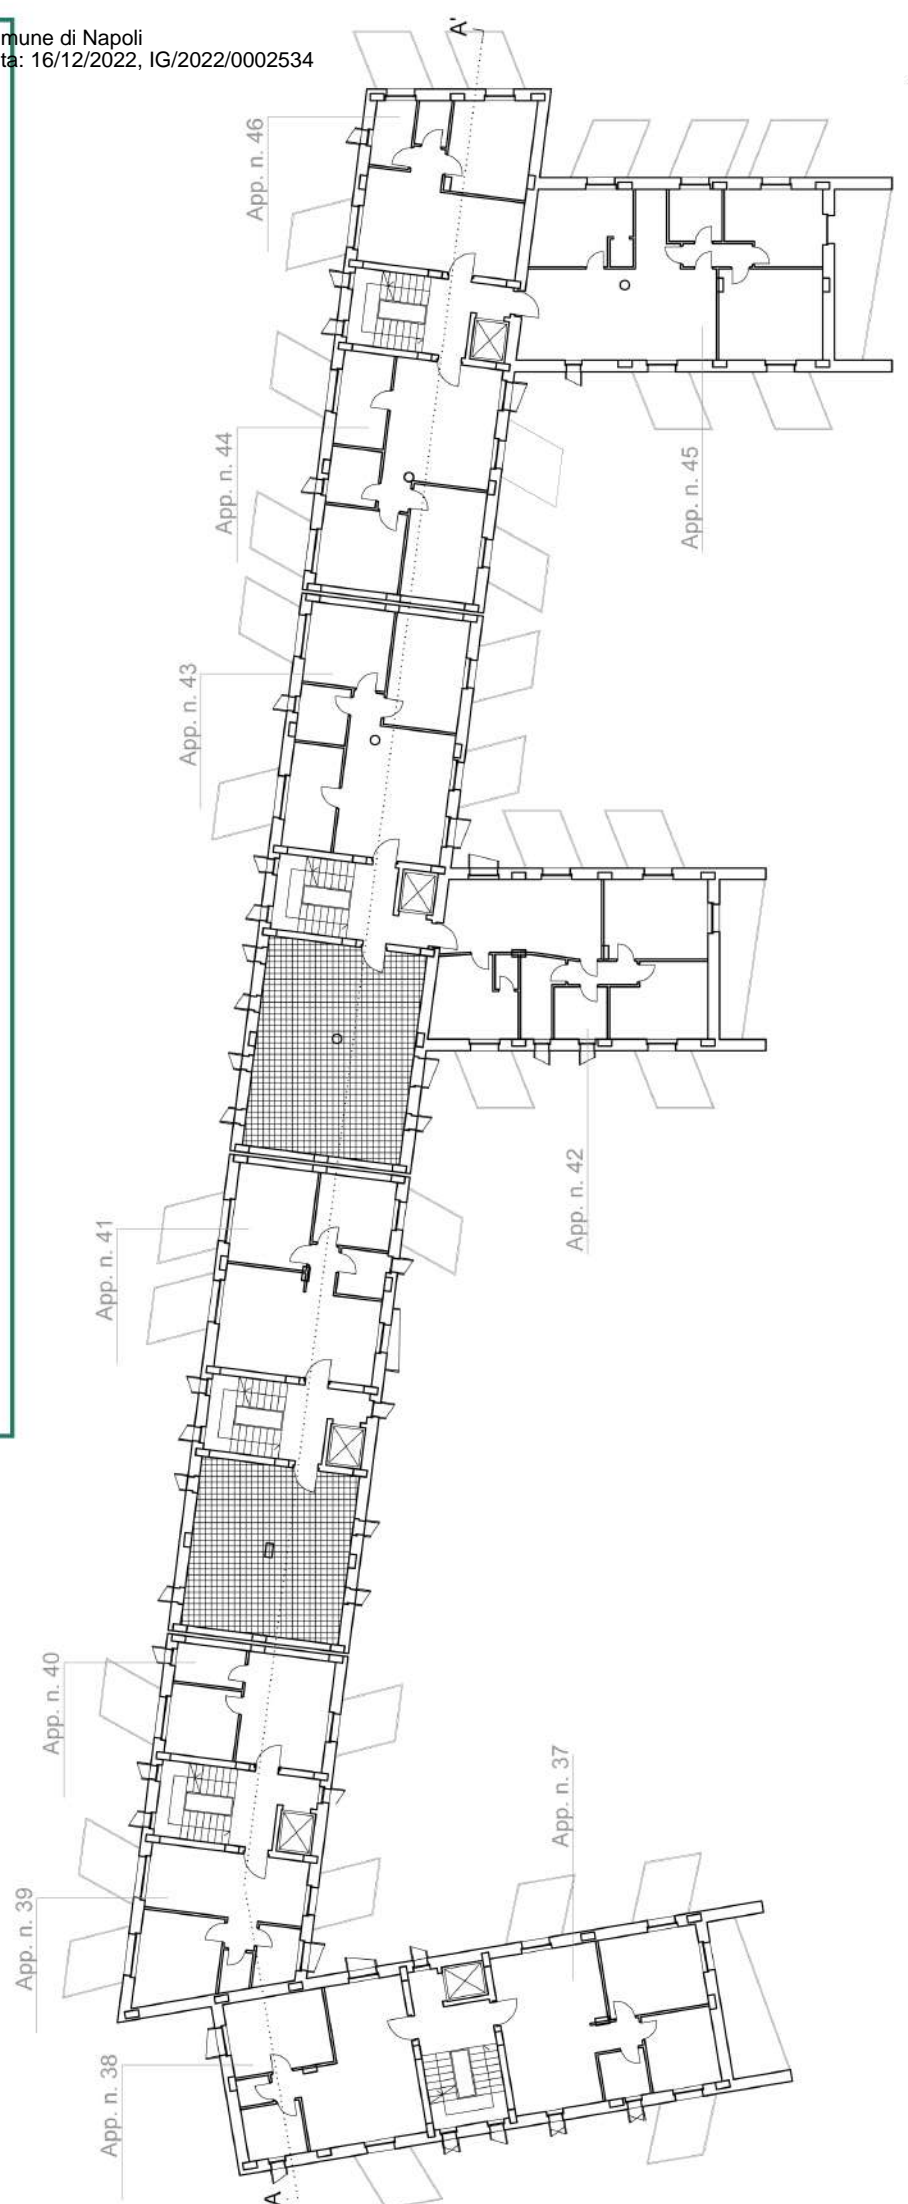 mune di Napoli
ta: 16/12/2022, IG/2022/0002534
A'
App. n. 46
App. n. 45
App. n. 44
App. n. 43
App. n. 42
App. n. 41
App. n. 40
App. n. 37
App. n. 39
App. n. 38
A